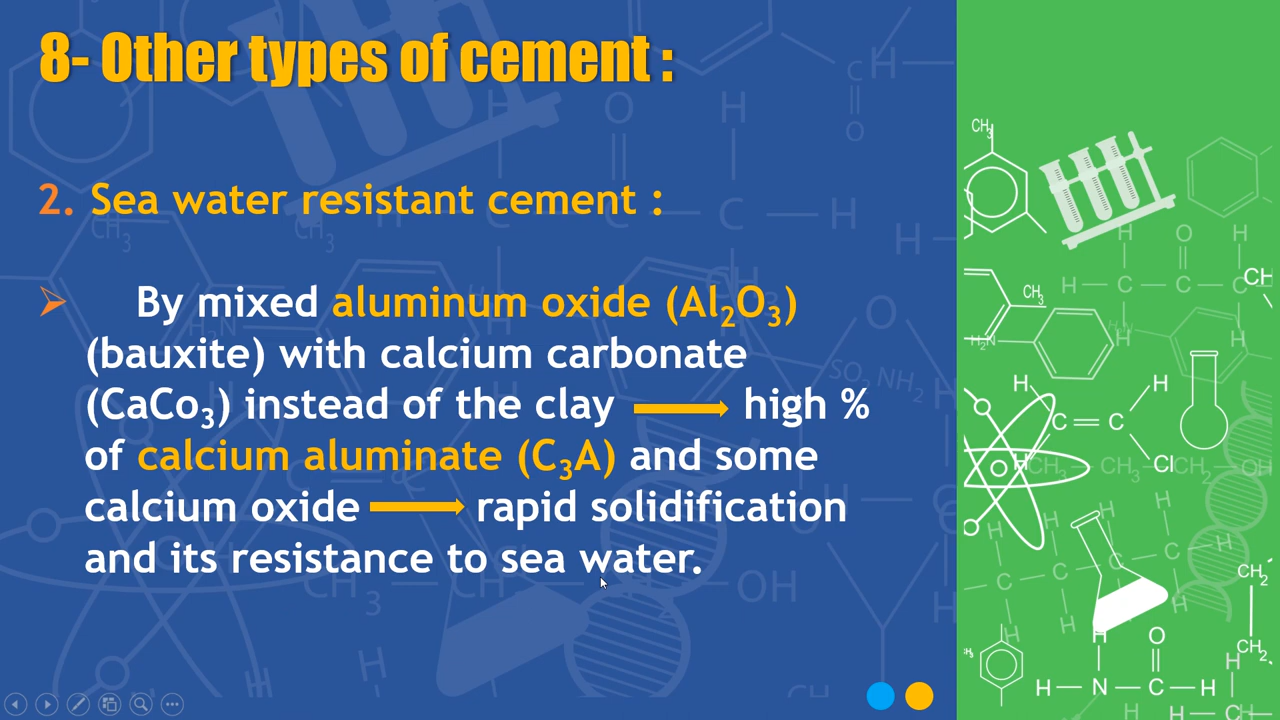 8- Other types of cement :
2. Sea water resistant cement :
➢ By mixed aluminum oxide (Al₂O₃)
(bauxite) with calcium carbonate
(CaCo₃) instead of the clay ⟶ high %
of calcium aluminate (C₃A) and some
calcium oxide ⟶ rapid solidification
and its resistance to sea water.